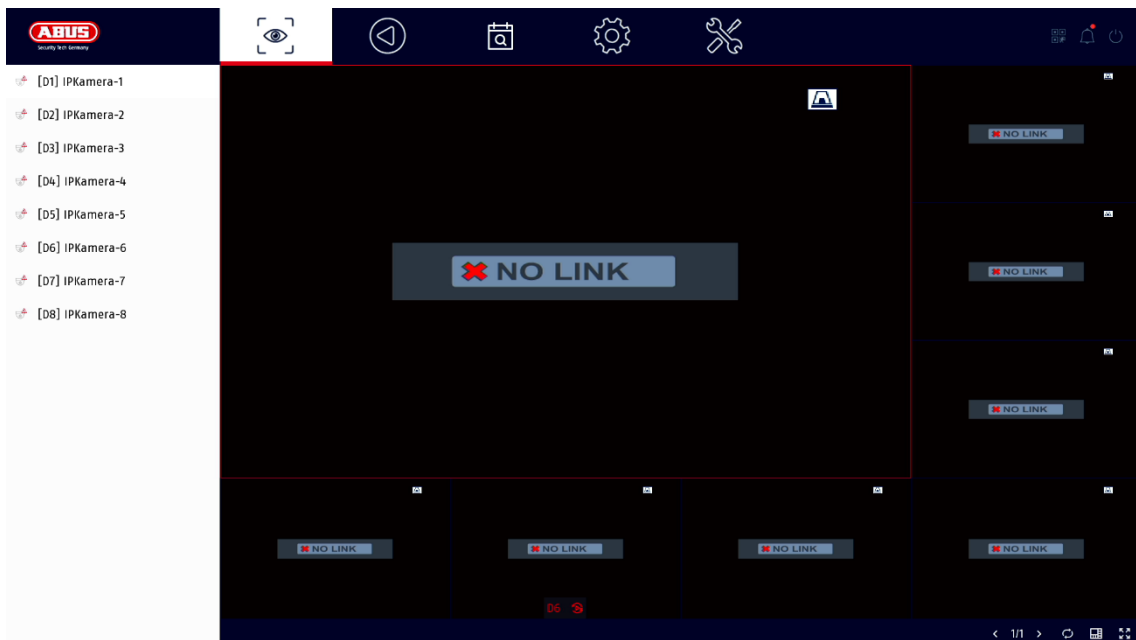 ABUS
Security Tech Germany
[D1] IPKamera-1
[D2] IPKamera-2
[D3] IPKamera-3
[D4] IPKamera-4
[D5] IPKamera-5
[D6] IPKamera-6
[D7] IPKamera-7
[D8] IPKamera-8
NO LINK
NO LINK
NO LINK
NO LINK
NO LINK
NO LINK
NO LINK
NO LINK
D6
1/1